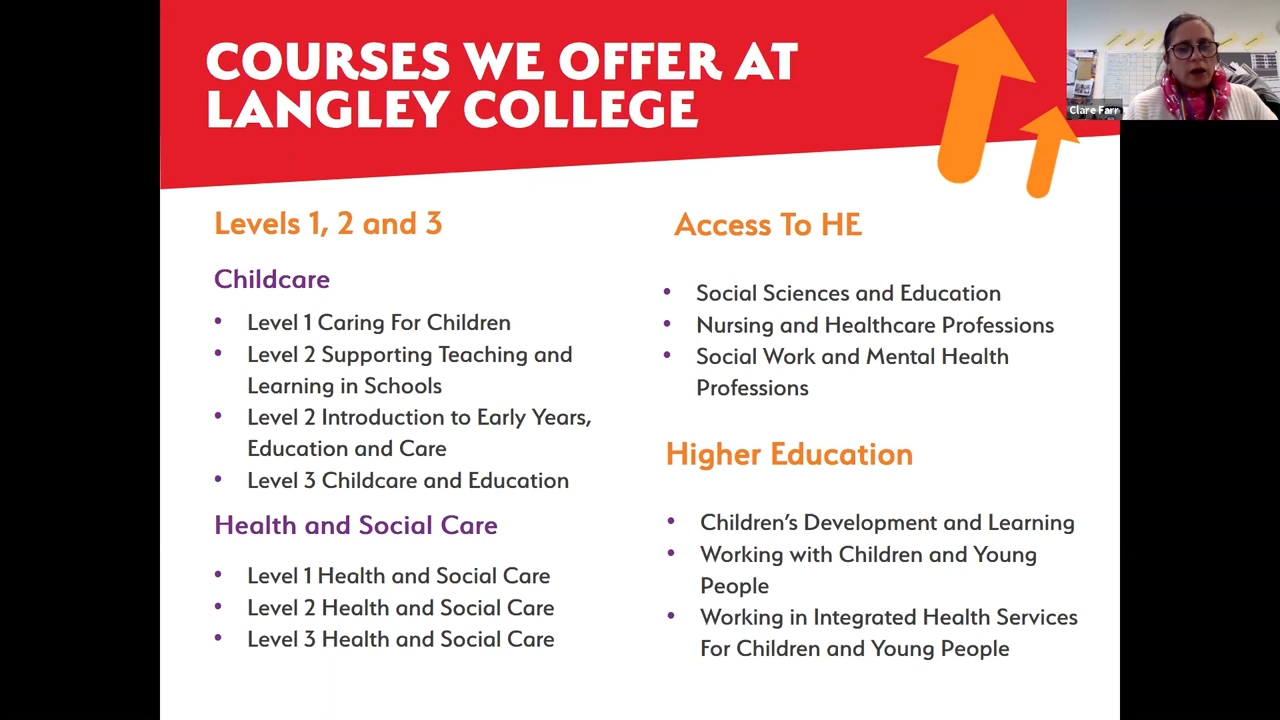 COURSES WE OFFER AT
LANGLEY COLLEGE
Clare Farr
Levels 1, 2 and 3
Childcare
• Level 1 Caring For Children
• Level 2 Supporting Teaching and
Learning in Schools
• Level 2 Introduction to Early Years,
Education and Care
• Level 3 Childcare and Education
Health and Social Care
• Level 1 Health and Social Care
• Level 2 Health and Social Care
• Level 3 Health and Social Care
Access To HE
• Social Sciences and Education
• Nursing and Healthcare Professions
• Social Work and Mental Health
Professions
Higher Education
• Children's Development and Learning
• Working with Children and Young
People
• Working in Integrated Health Services
For Children and Young People